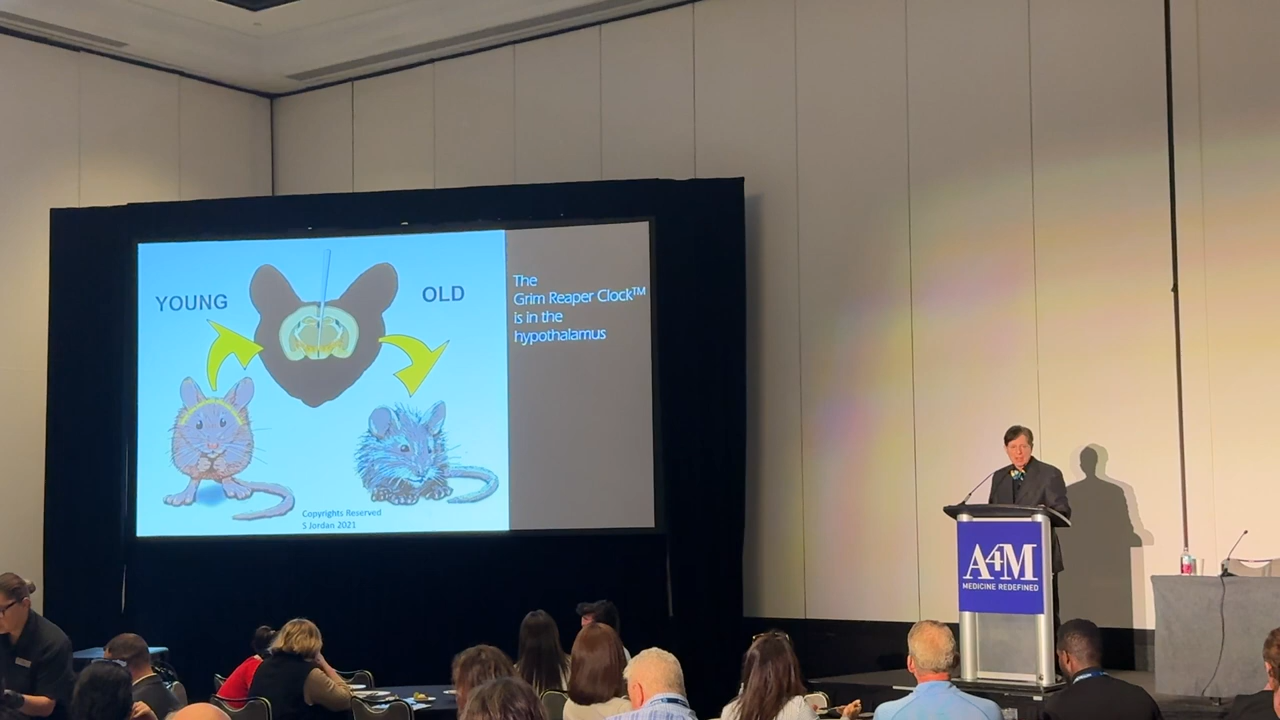 YOUNG
OLD
The
Grim Reaper Clock™
is in the
hypothalamus
Copyrights Reserved
S Jordan 2021
A4M
MEDICINE REDEFINED